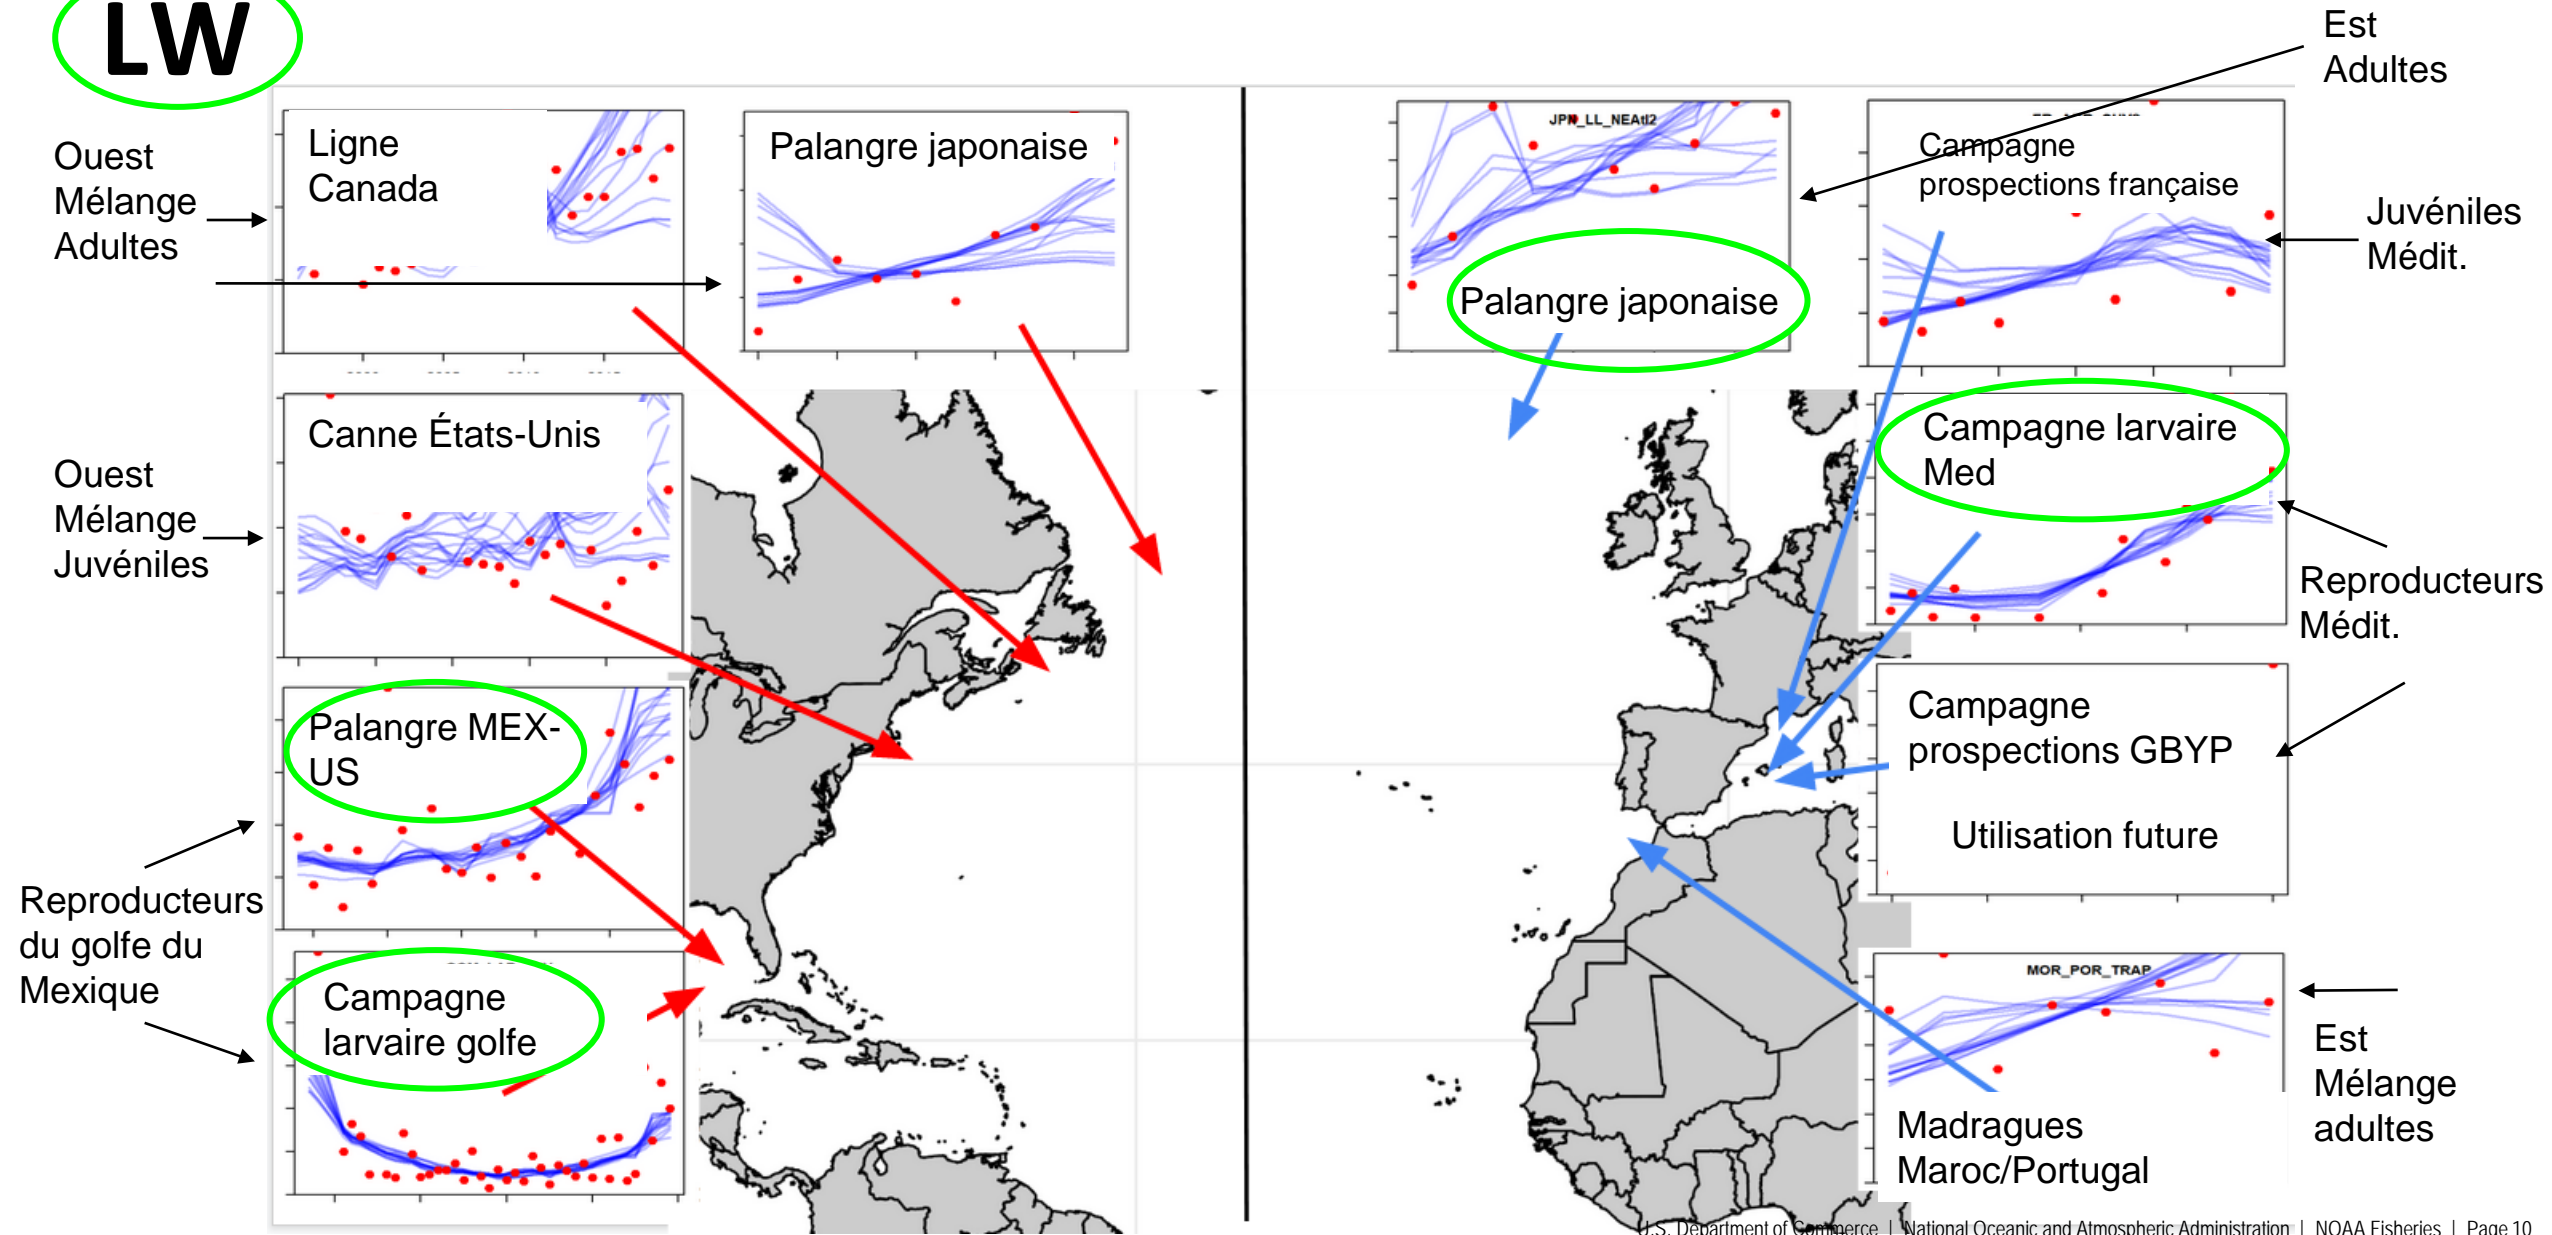 LW
Est
Adultes
Ouest
Mélange
Adultes
Ligne
Canada
Palangre japonaise
JPN_LL_NEAtl2
Palangre japonaise
Campagne
prospections française
Juvéniles
Médit.
Ouest
Mélange
Juvéniles
Canne États-Unis
Campagne larvaire
Med
Reproducteurs
Médit.
Palangre MEX-
US
Campagne
prospections GBYP
Utilisation future
Reproducteurs
du golfe du
Mexique
Campagne
larvaire golfe
MOR_POR_TRAP
Madragues
Maroc/Portugal
Est
Mélange
adultes
U.S. Department of Commerce | National Oceanic and Atmospheric Administration | NOAA Fisheries | Page 10